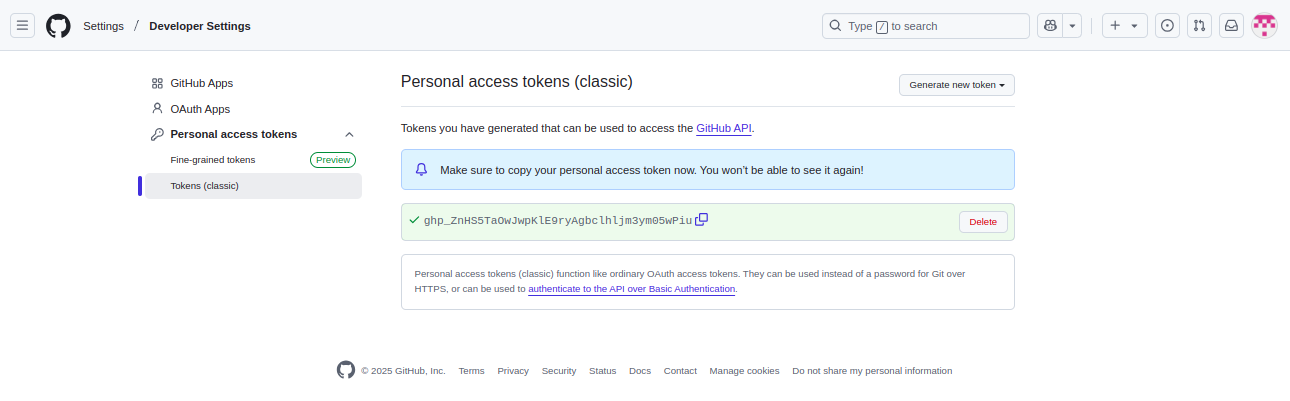 Settings / Developer Settings
Type / to search
GitHub Apps
OAuth Apps
Personal access tokens
Fine-grained tokens Preview
Tokens (classic)
Personal access tokens (classic)
Generate new token
Tokens you have generated that can be used to access the GitHub API.
Make sure to copy your personal access token now. You won't be able to see it again!
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
Delete
Personal access tokens (classic) function like ordinary OAuth access tokens. They can be used instead of a password for Git over
HTTPS, or can be used to authenticate to the API over Basic Authentication.
© 2025 GitHub, Inc. Terms Privacy Security Status Docs Contact Manage cookies Do not share my personal information